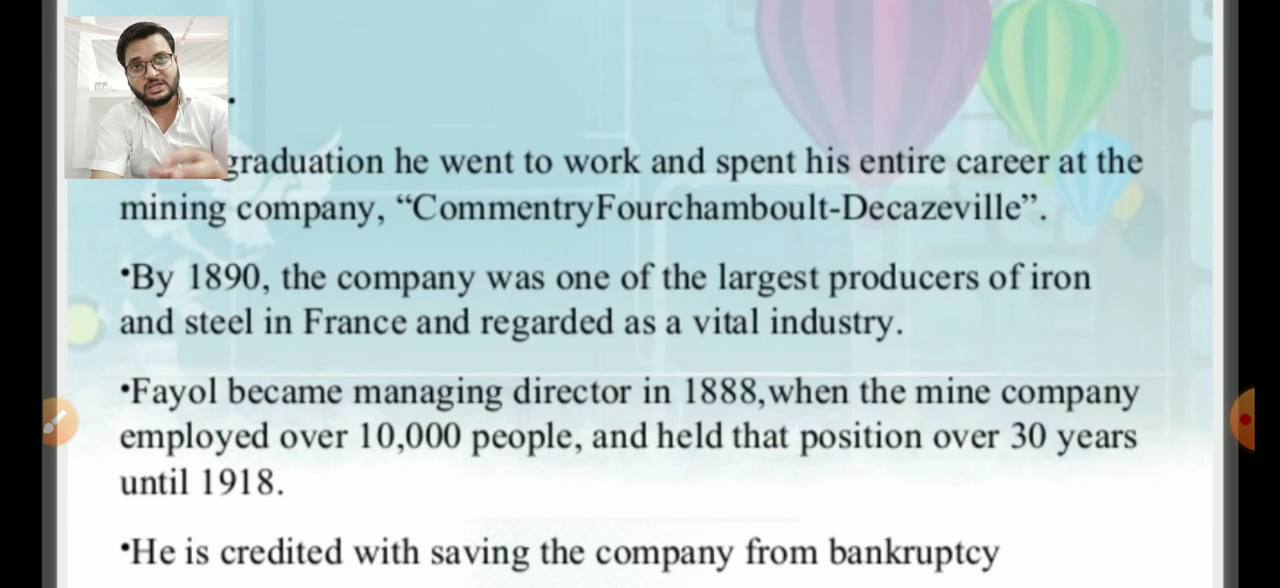 .
graduation he went to work and spent his entire career at the
mining company, “CommentryFourchamboult-Decazeville”.
•By 1890, the company was one of the largest producers of iron
and steel in France and regarded as a vital industry.
•Fayol became managing director in 1888,when the mine company
employed over 10,000 people, and held that position over 30 years
until 1918.
•He is credited with saving the company from bankruptcy